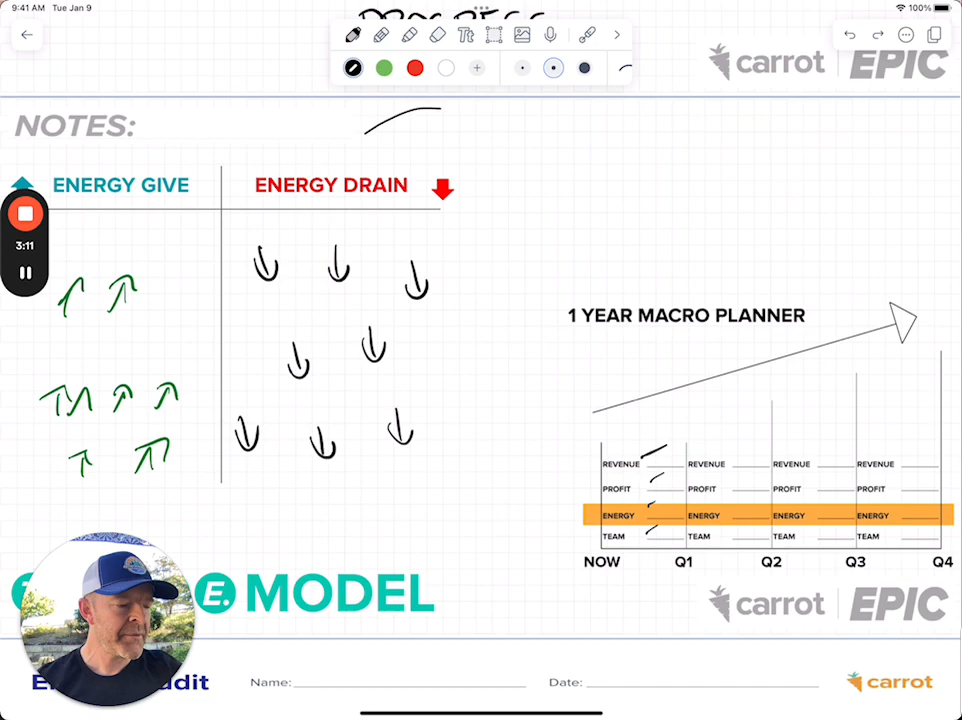 9:41 AM Tue Jan 9
100%
PROGRESS
Tt
carrot EPIC
NOTES:
ENERGY GIVE
ENERGY DRAIN
3:11
1 YEAR MACRO PLANNER
REVENUE REVENUE REVENUE REVENUE
PROFIT PROFIT PROFIT PROFIT
ENERGY ENERGY ENERGY ENERGY
TEAM TEAM TEAM TEAM
NOW Q1 Q2 Q3 Q4
E. MODEL
carrot EPIC
Name:
Date:
carrot